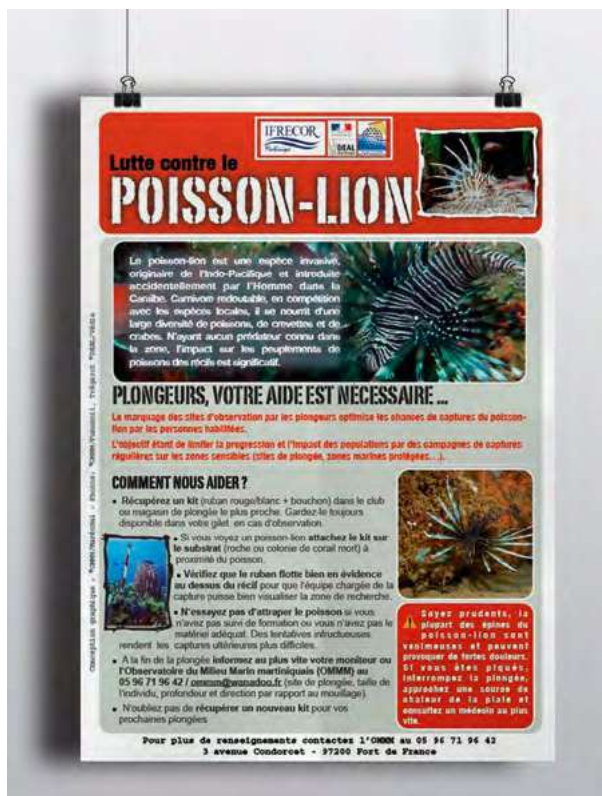 IFRECOR
Martinique
DEAL
Lutte contre le
POISSON-LION
Le poisson-lion est une espèce invasive,
originaire de l'Indo-Pacifique et introduite
accidentellement par l'Homme dans la
Caraïbe. Carnivore redoutable, en compétition
avec les espèces locales, il se nourrit d'une
large diversité de poissons, de crevettes et de
crabes. N'ayant aucun prédateur connu dans
la zone, l'impact sur les peuplements de
poissons des récifs est significatif.
PLONGEURS, VOTRE AIDE EST NÉCESSAIRE ...
Le marquage des sites d'observation par les plongeurs optimise les chances de captures du poisson-
lion par les personnes habilitées.
L'objectif étant de limiter la progression et l'impact des populations par des campagnes de captures
régulières sur les zones sensibles (sites de plongée, zones marines protégées...).
COMMENT NOUS AIDER ?
• Récupérez un kit (ruban rouge/blanc + bouchon) dans le club
ou magasin de plongée le plus proche. Gardez-le toujours
disponible dans votre gilet en cas d'observation.
• Si vous voyez un poisson-lion attachez le kit sur
le substrat (roche ou colonie de corail mort) à
proximité du poisson.
• Vérifiez que le ruban flotte bien en évidence
au dessus du récif pour que l'équipe chargée de la
capture puisse bien visualiser la zone de recherche.
• N'essayez pas d'attraper le poisson si vous
n'avez pas suivi de formation ou vous n'avez pas le
matériel adéquat. Des tentatives infructueuses
rendent les captures ultérieures plus difficiles.
• A la fin de la plongée informez au plus vite votre moniteur ou
l'Observatoire du Milieu Marin martiniquais (OMMM) au
05 96 71 96 42 / ommm@wanadoo.fr (site de plongée, taille de
l'individu, profondeur et direction par rapport au mouillage).
• N'oubliez pas de récupérer un nouveau kit pour vos
prochaines plongées
Soyez prudents, la
plupart des épines du
poisson-lion sont
venimeuses et peuvent
provoquer de fortes douleurs.
Si vous êtes piqués,
interrompez la plongée,
approchez une source de
chaleur de la plaie et
consultez un médecin au plus
vite.
Pour plus de renseignements contactez l'OMMM au 05 96 71 96 42
3 avenue Condorcet - 97200 Fort de France